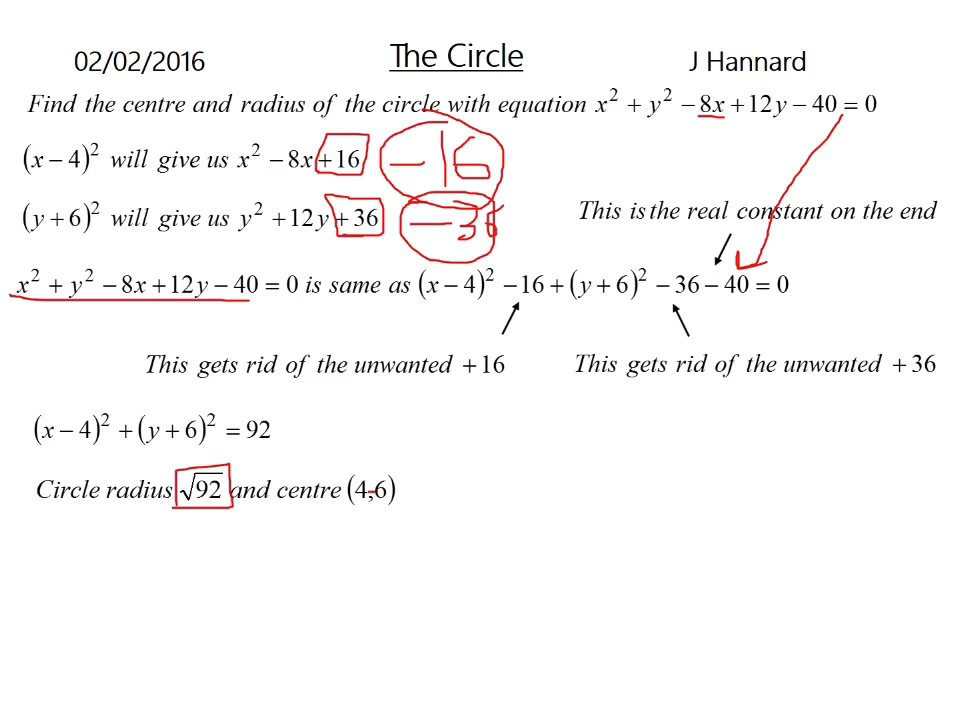 02/02/2016 The Circle J Hannard
Find the centre and radius of the circle with equation x² + y² − 8x + 12y − 40 = 0
(x − 4)² will give us x² − 8x + 16 −16
(y + 6)² will give us y² + 12y + 36 −36
This is the real constant on the end
x² + y² − 8x + 12y − 40 = 0 is same as (x − 4)² − 16 + (y + 6)² − 36 − 40 = 0
This gets rid of the unwanted + 16 This gets rid of the unwanted + 36
(x − 4)² + (y + 6)² = 92
Circle radius √92 and centre (4,-6)